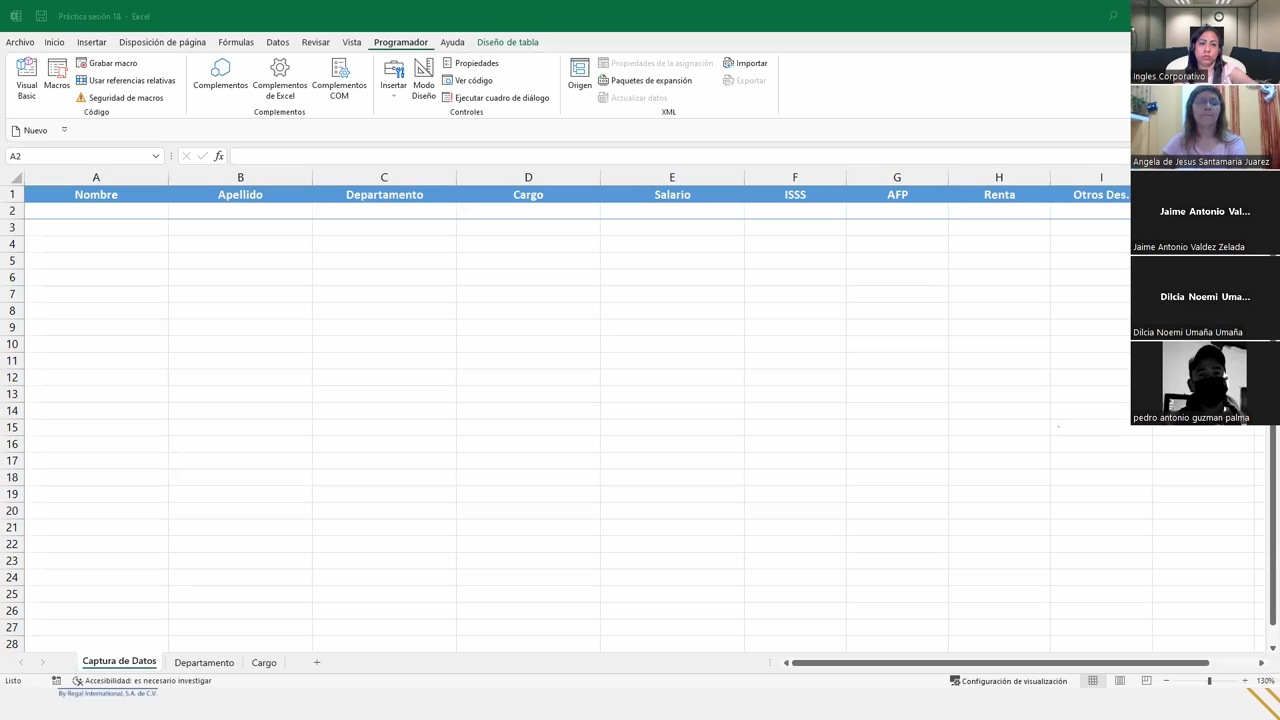 Práctica sesión 18 - Excel
Archivo Inicio Insertar Disposición de página Fórmulas Datos Revisar Vista Programador Ayuda Diseño de tabla
Visual Basic
Macros
Grabar macro
Usar referencias relativas
Seguridad de macros
Código
Complementos
Complementos de Excel
Complementos COM
Complementos
Insertar
Modo Diseño
Propiedades
Ver código
Ejecutar cuadro de diálogo
Controles
Origen
Propiedades de la asignación
Paquetes de expansión
Actualizar datos
Importar
Exportar
XML
Nuevo
A2
fx
A B C D E F G H I
1 Nombre Apellido Departamento Cargo Salario ISSS AFP Renta Otros Des.
2
3
4
5
6
7
8
9
10
11
12
13
14
15
16
17
18
19
20
21
22
23
24
25
26
27
28
Captura de Datos Departamento Cargo
Listo
Accesibilidad: es necesario investigar
Configuración de visualización
130%
By Regal International, S.A. de C.V.
Ingles Corporativo
Angela de Jesus Santamaria Juarez
Jaime Antonio Val...
Jaime Antonio Valdez Zelada
Dilcia Noemi Uma...
Dilcia Noemi Umaña Umaña
pedro antonio guzman palma